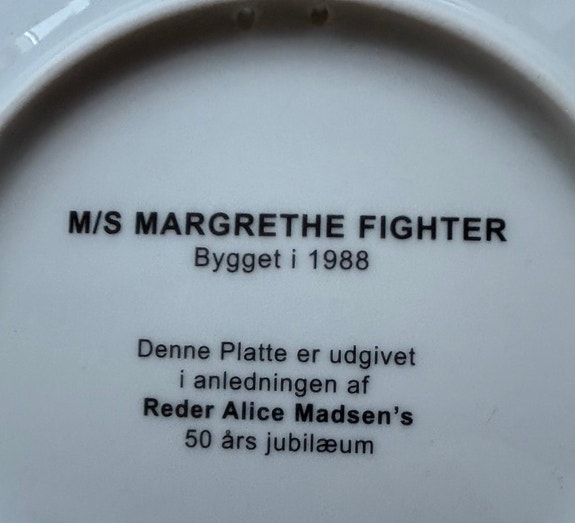 M/S MARGRETHE FIGHTER
Bygget i 1988
Denne Platte er udgivet
i anledningen af
Reder Alice Madsen's
50 års jubilæum